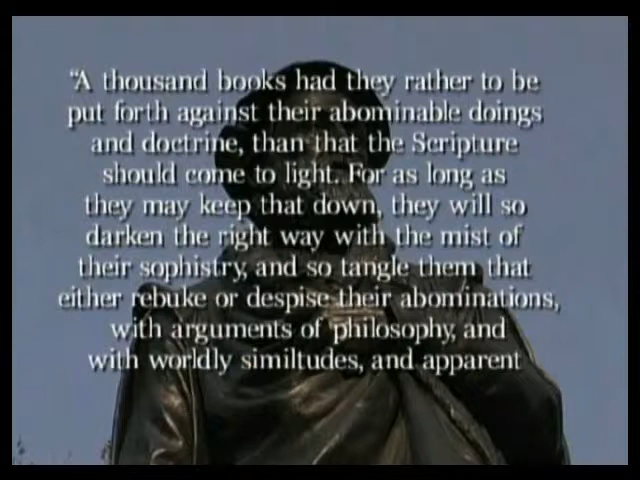 “A thousand books had they rather to be
put forth against their abominable doings
and doctrine, than that the Scripture
should come to light. For as long as
they may keep that down, they will so
darken the right way with the mist of
their sophistry, and so tangle them that
either rebuke or despise their abominations,
with arguments of philosophy, and
with worldly similtudes, and apparent